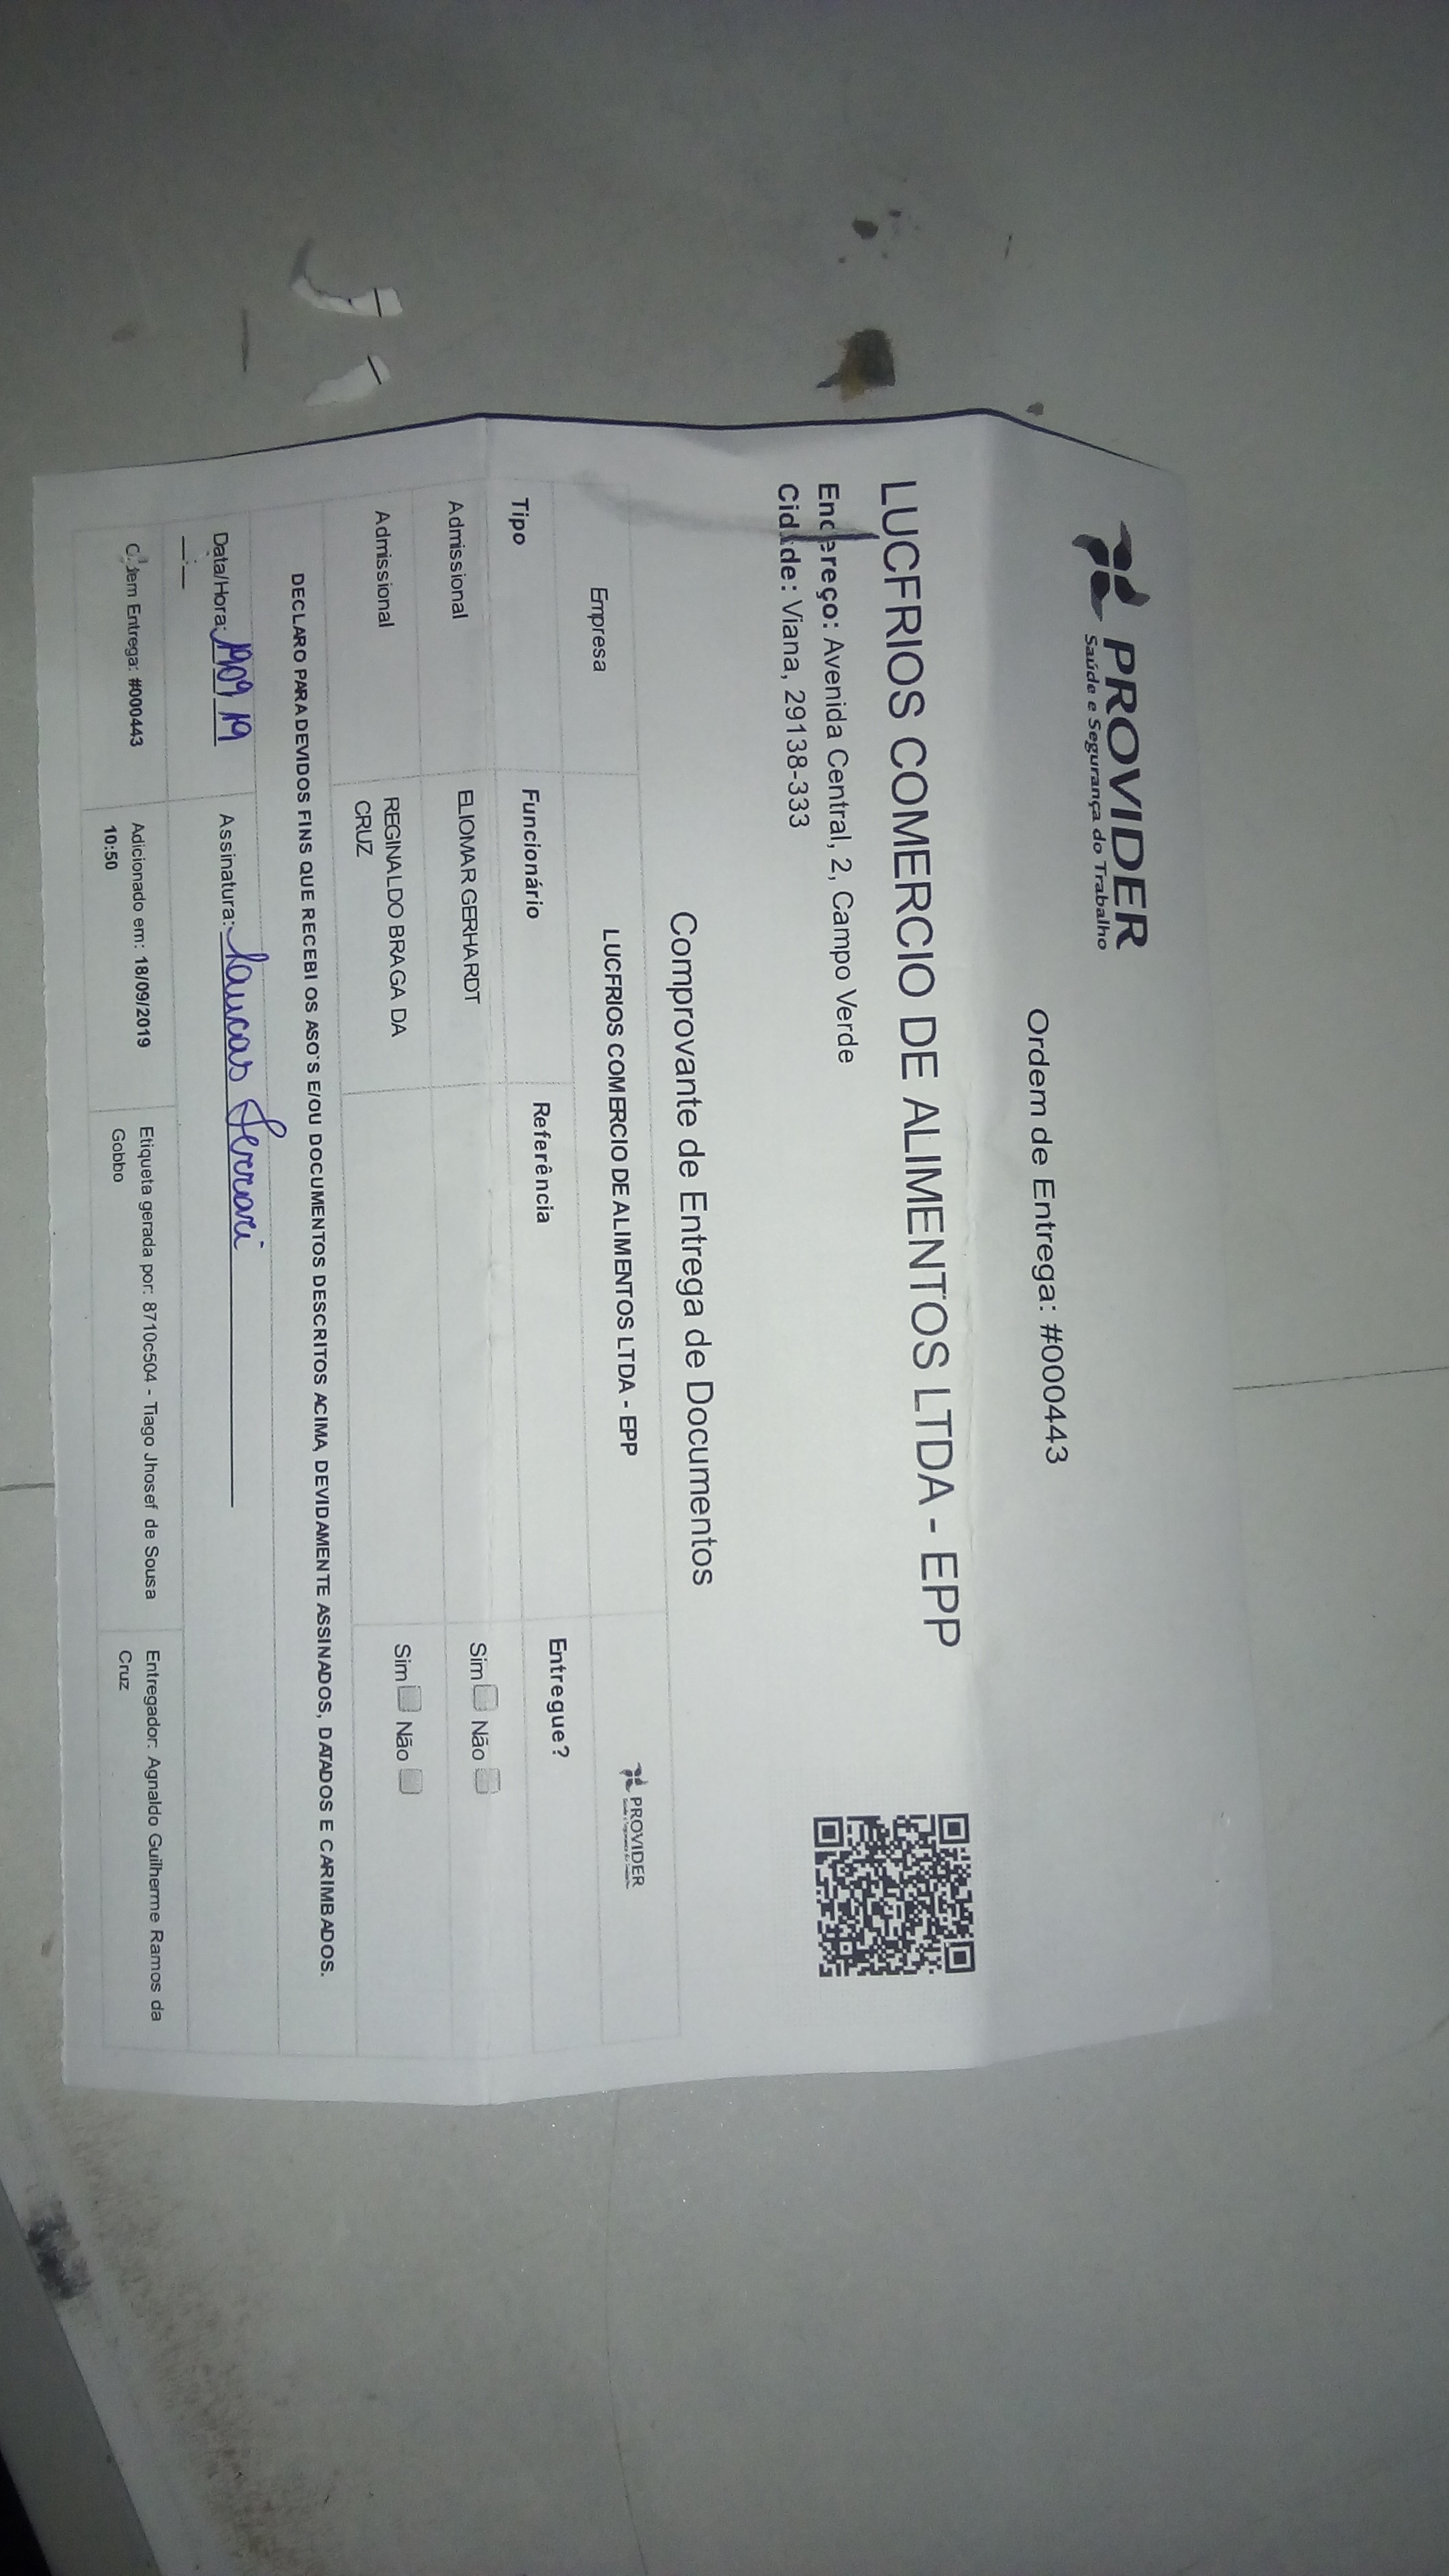 PROVIDER
Saúde e Segurança do Trabalho
Ordem de Entrega: #000443
LUCFRIOS COMERCIO DE ALIMENTOS LTDA - EPP
Endereço: Avenida Central, 2, Campo Verde
Cidade: Viana, 29138-333
Comprovante de Entrega de Documentos
Empresa LUCFRIOS COMERCIO DE ALIMENTOS LTDA - EPP PROVIDER
Tipo Funcionário Referência Entregue?
Admissional ELIOMAR GERHARDT Sim Não
Admissional REGINALDO BRAGA DA Sim Não
CRUZ
DECLARO PARA DEVIDOS FINS QUE RECEBI OS ASO'S E/OU DOCUMENTOS DESCRITOS ACIMA DEVIDAMENTE ASSINADOS, DATADOS E CARIMBADOS.
Data/Hora: 19 09 19 Assinatura: Laucas Ferrari
__:__
Ordem Entrega: #000443 Adicionado em: 18/09/2019 Etiqueta gerada por: 8710c504 - Tiago Jhosef de Sousa Entregador: Agnaldo Guilherme Ramos da
10:50 Gobbo Cruz